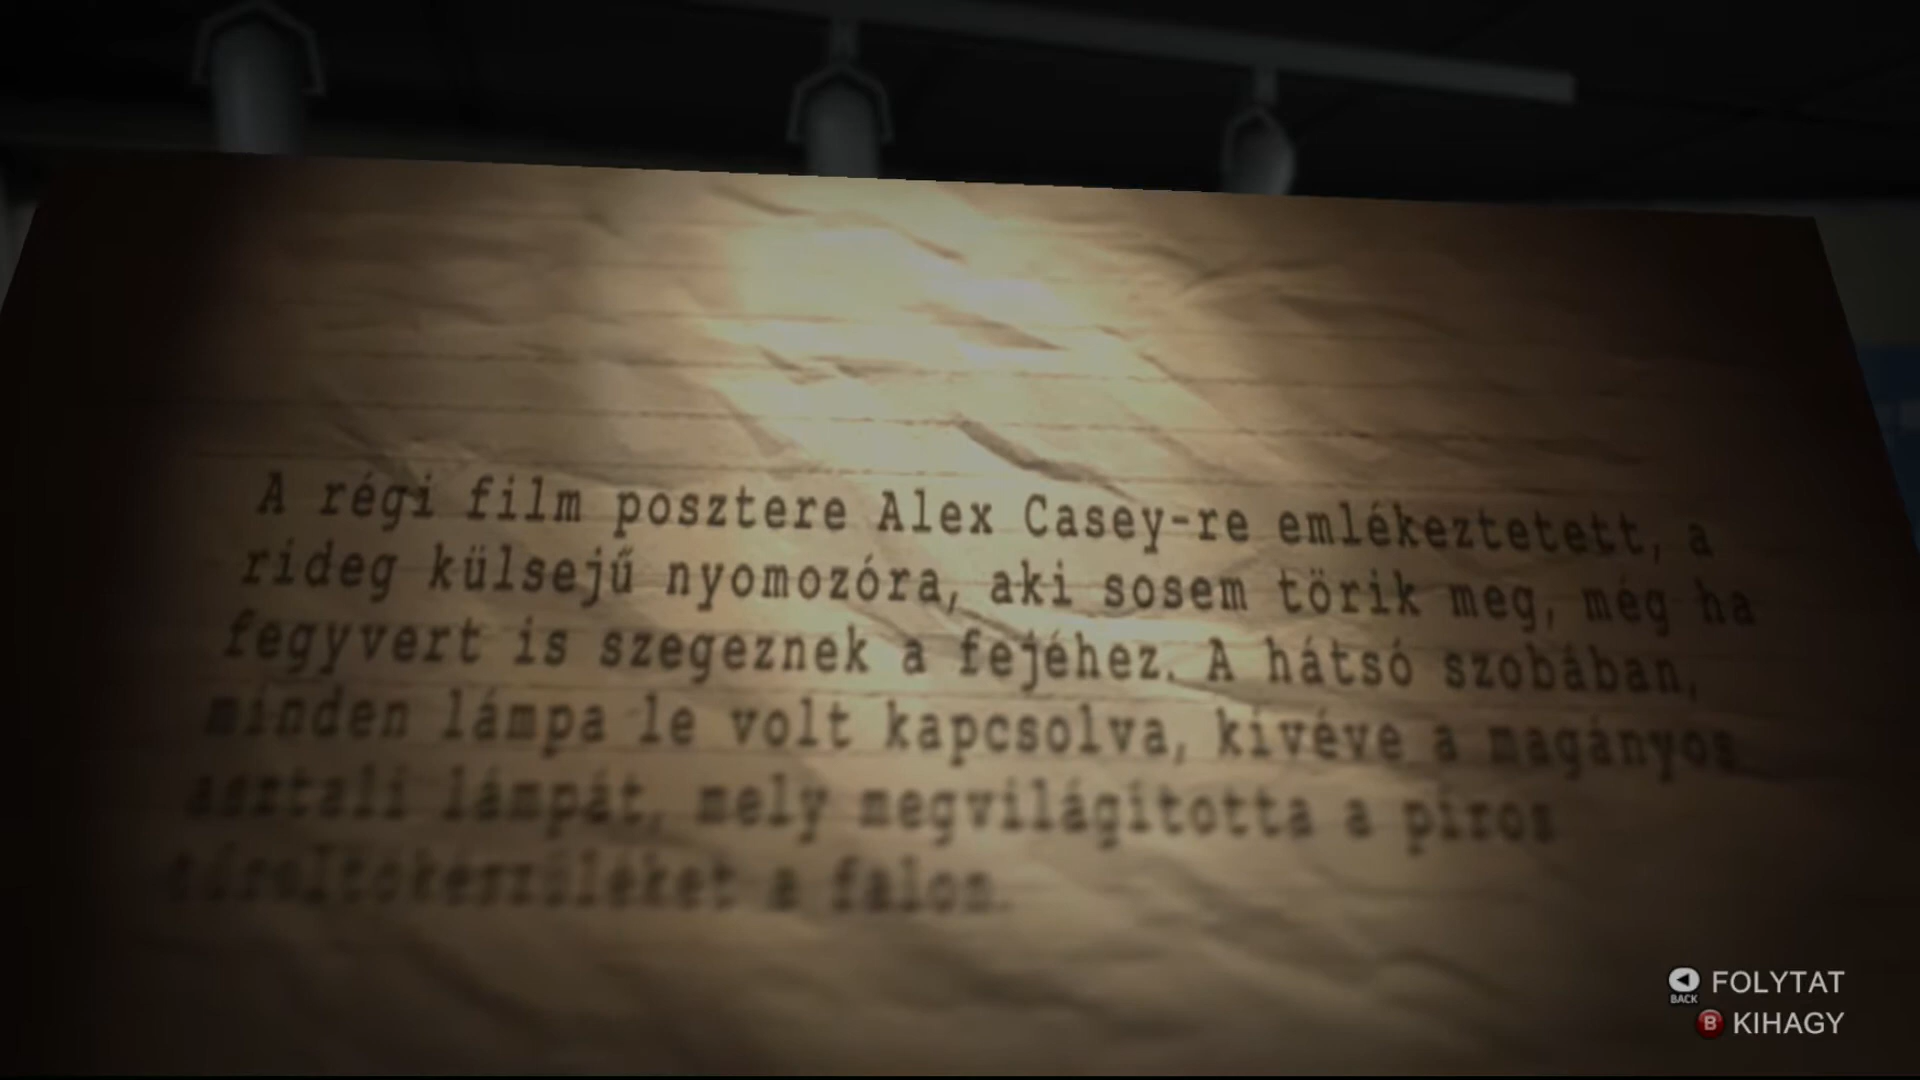 A régi film posztere Alex Casey-re emlékeztetett, a
rideg külsejű nyomozóra, aki sosem törik meg, még ha
fegyvert is szegeznek a fejéhez. A hátsó szobában,
minden lámpa le volt kapcsolva, kivéve a magányos
asztali lámpát, mely megvilágította a piros
a falon.
BACK FOLYTAT
B KIHAGY